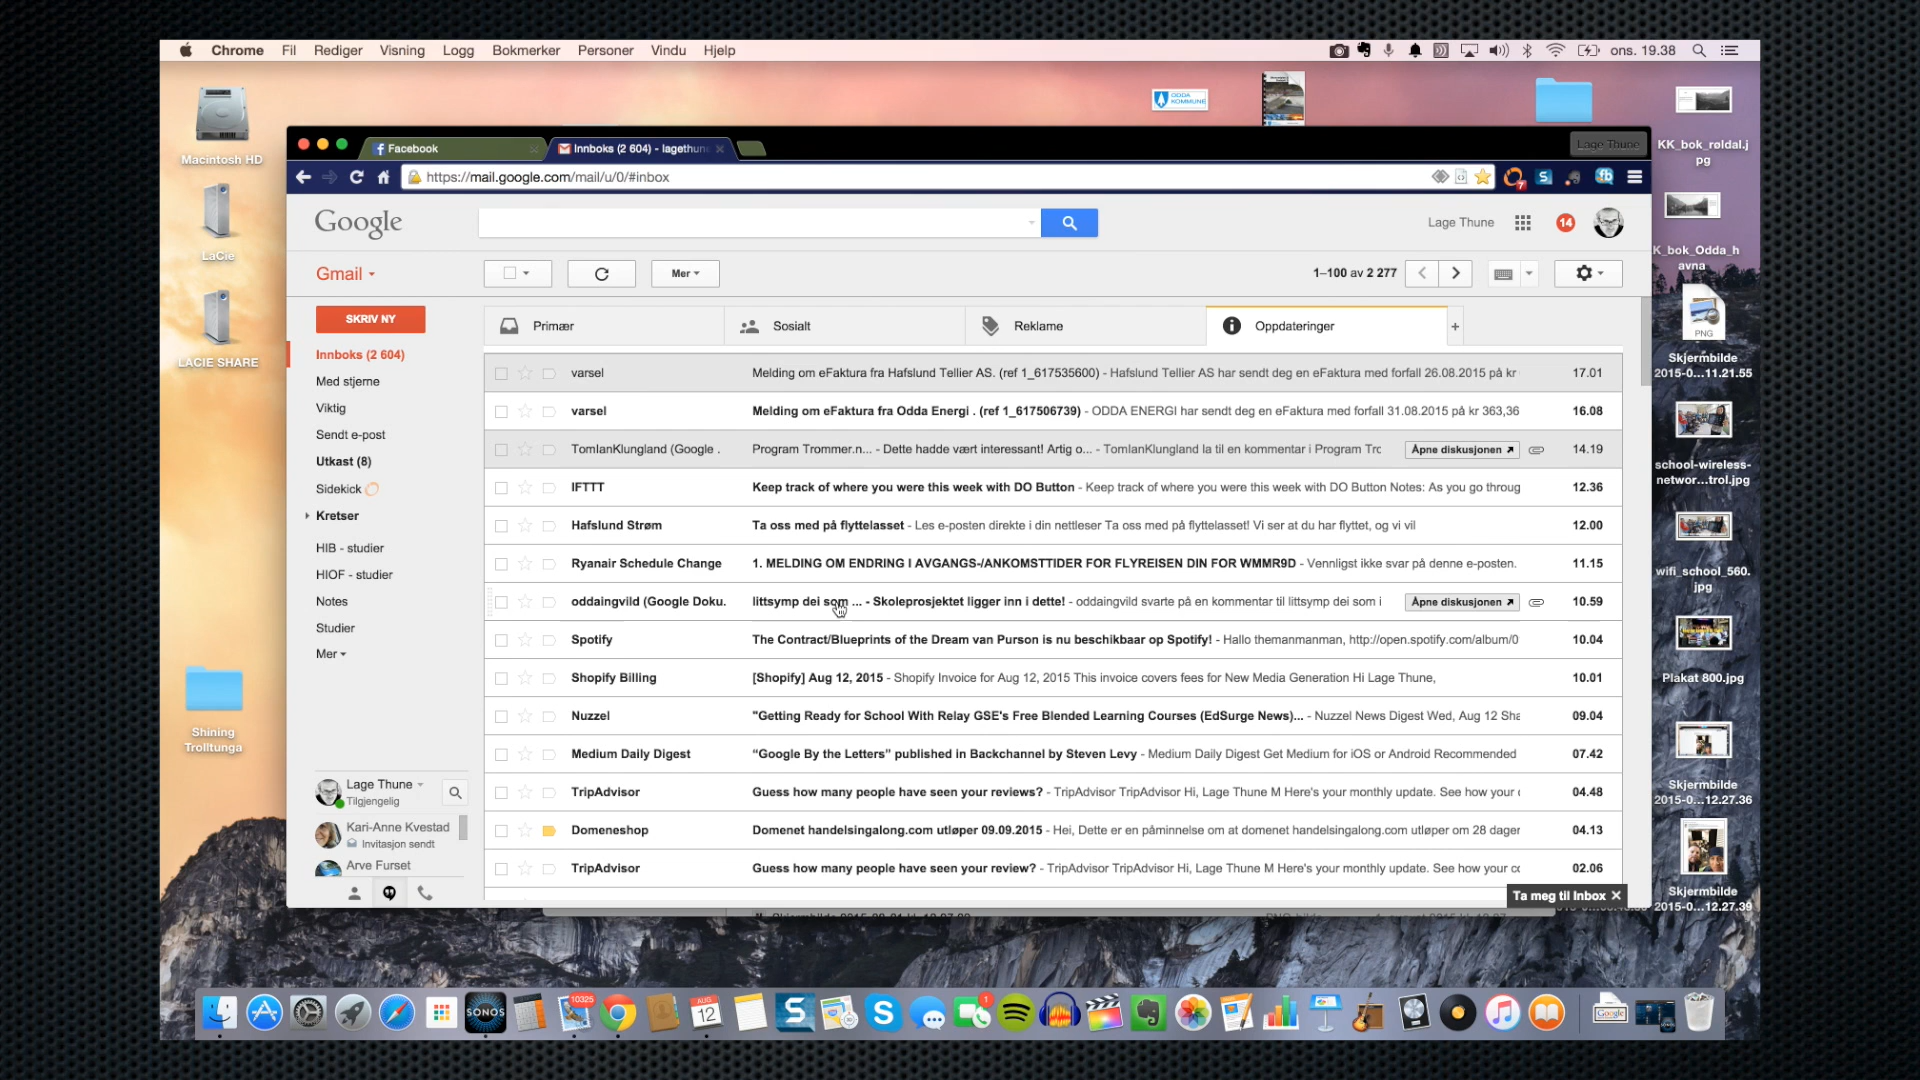 Chrome Fil Rediger Visning Logg Bokmerker Personer Vindu Hjelp ons. 19.38
Macintosh HD
LaCie
LACIE SHARE
Shining
Trolltunga
ODDA
KOMMUNE
KK_bok_røldal.j
pg
K_bok_Odda_h
avna
PNG
Skjermbilde
2015-0...11.21.55
school-wireless-
networ...trol.jpg
wifi_school_560.
jpg
Plakat 800.jpg
Skjermbilde
2015-0...12.27.36
Skjermbilde
2015-0...12.27.39
Facebook
Innboks (2 604) - lagethun
Lage Thune
https://mail.google.com/mail/u/0/#inbox
7
Google
Lage Thune 14
Gmail
Mer
1–100 av 2 277
SKRIV NY
Innboks (2 604)
Med stjerne
Viktig
Sendt e-post
Utkast (8)
Sidekick
Kretser
HIB - studier
HIOF - studier
Notes
Studier
Mer
Lage Thune
Tilgjengelig
Kari-Anne Kvestad
Invitasjon sendt
Arve Furset
Primær Sosialt Reklame Oppdateringer +
varsel Melding om eFaktura fra Hafslund Tellier AS. (ref 1_617535600) - Hafslund Tellier AS har sendt deg en eFaktura med forfall 26.08.2015 på kr 17.01
varsel Melding om eFaktura fra Odda Energi . (ref 1_617506739) - ODDA ENERGI har sendt deg en eFaktura med forfall 31.08.2015 på kr 363,36 16.08
TomIanKlungland (Google . Program Trommer.n... - Dette hadde vært interessant! Artig o... - TomIanKlungland la til en kommentar i Program Trc Åpne diskusjonen 14.19
IFTTT Keep track of where you were this week with DO Button - Keep track of where you were this week with DO Button Notes: As you go throug 12.36
Hafslund Strøm Ta oss med på flyttelasset - Les e-posten direkte i din nettleser Ta oss med på flyttelasset! Vi ser at du har flyttet, og vi vil 12.00
Ryanair Schedule Change 1. MELDING OM ENDRING I AVGANGS-/ANKOMSTTIDER FOR FLYREISEN DIN FOR WMMR9D - Vennligst ikke svar på denne e-posten. 11.15
oddaingvild (Google Doku. littsymp dei som ... - Skoleprosjektet ligger inn i dette! - oddaingvild svarte på en kommentar til littsymp dei som i Åpne diskusjonen 10.59
Spotify The Contract/Blueprints of the Dream van Purson is nu beschikbaar op Spotify! - Hallo themanmanman, http://open.spotify.com/album/0 10.04
Shopify Billing [Shopify] Aug 12, 2015 - Shopify Invoice for Aug 12, 2015 This invoice covers fees for New Media Generation Hi Lage Thune, 10.01
Nuzzel "Getting Ready for School With Relay GSE's Free Blended Learning Courses (EdSurge News)... - Nuzzel News Digest Wed, Aug 12 Sha 09.04
Medium Daily Digest “Google By the Letters” published in Backchannel by Steven Levy - Medium Daily Digest Get Medium for iOS or Android Recommended 07.42
TripAdvisor Guess how many people have seen your reviews? - TripAdvisor TripAdvisor Hi, Lage Thune M Here's your monthly update. See how your 04.48
Domeneshop Domenet handelsingalong.com utløper 09.09.2015 - Hei, Dette er en påminnelse om at domenet handelsingalong.com utløper om 28 dager 04.13
TripAdvisor Guess how many people have seen your review? - TripAdvisor TripAdvisor Hi, Lage Thune M Here's your monthly update. See how your 02.06
Ta meg til Inbox
SONOS 10325 AUG 12 1 Google